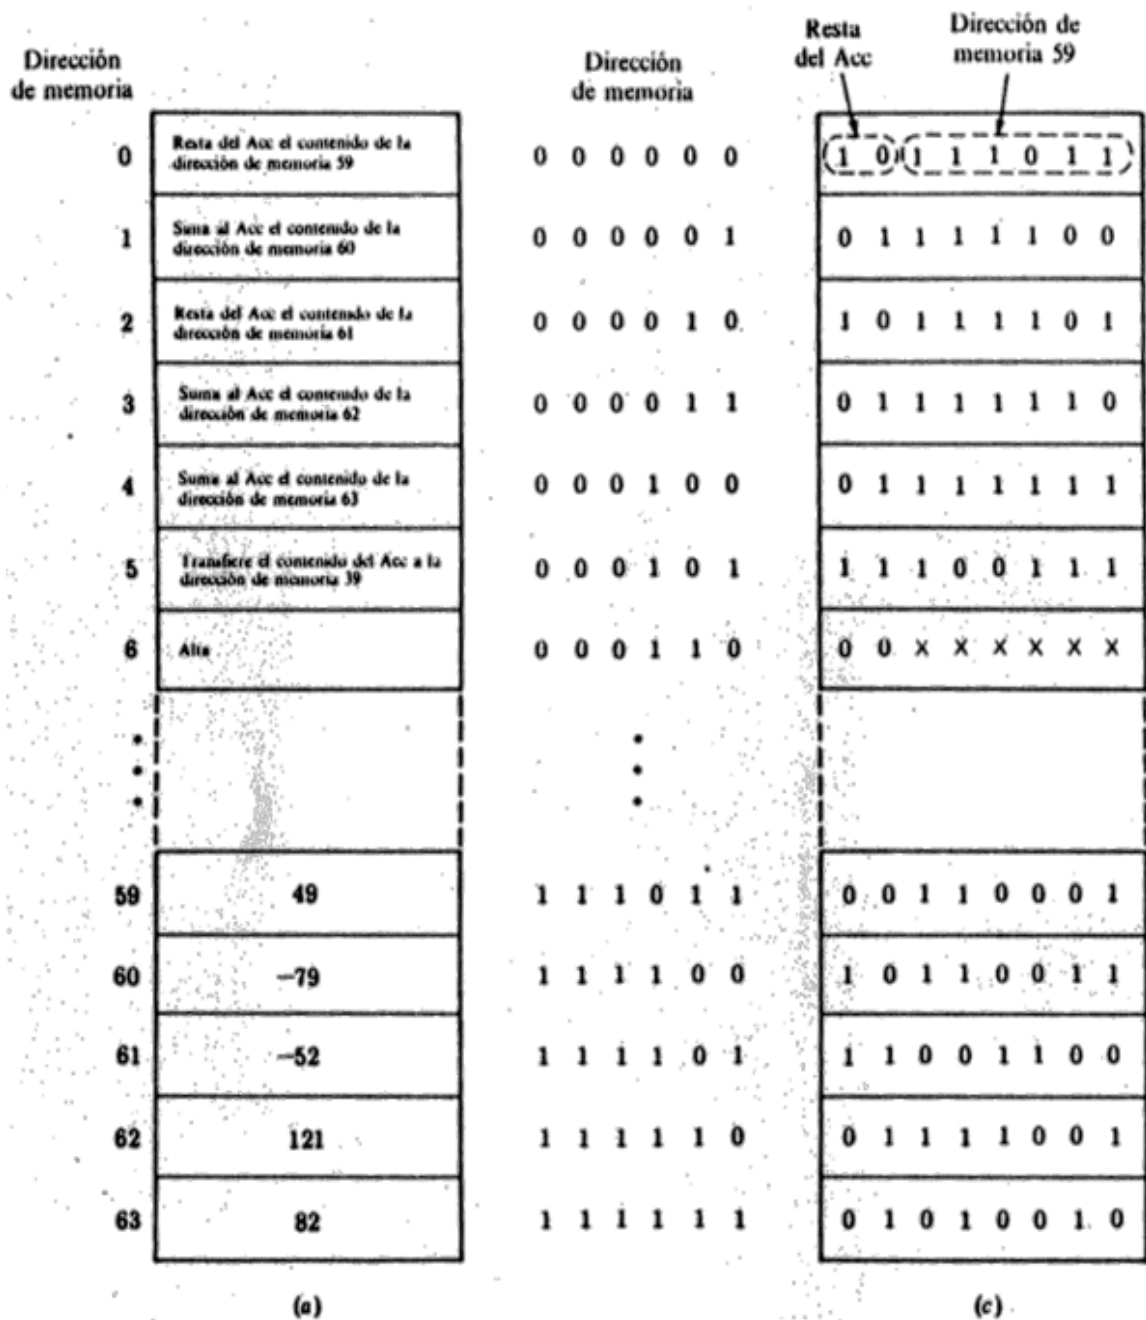 Dirección
de memoria
0
Resta del Acc el contenido de la
dirección de memoria 59
1
Suma al Acc el contenido de la
dirección de memoria 60
2
Resta del Acc el contenido de la
dirección de memoria 61
3
Suma al Acc el contenido de la
dirección de memoria 62
4
Suma al Acc el contenido de la
dirección de memoria 63
5
Transfiere el contenido del Acc a la
dirección de memoria 39
6
Alta
59
49
60
−79
61
−52
62
121
63
82
(a)
Dirección
de memoria
0 0 0 0 0 0
0 0 0 0 0 1
0 0 0 0 1 0
0 0 0 0 1 1
0 0 0 1 0 0
0 0 0 1 0 1
0 0 0 1 1 0
1 1 1 0 1 1
1 1 1 1 0 0
1 1 1 1 0 1
1 1 1 1 1 0
1 1 1 1 1 1
Resta
del Acc
Dirección de
memoria 59
1 0 1 1 1 0 1 1
0 1 1 1 1 1 0 0
1 0 1 1 1 1 0 1
0 1 1 1 1 1 1 0
0 1 1 1 1 1 1 1
1 1 1 0 0 1 1 1
0 0 X X X X X X
0 0 1 1 0 0 0 1
1 0 1 1 0 0 1 1
1 1 0 0 1 1 0 0
0 1 1 1 1 0 0 1
0 1 0 1 0 0 1 0
(c)